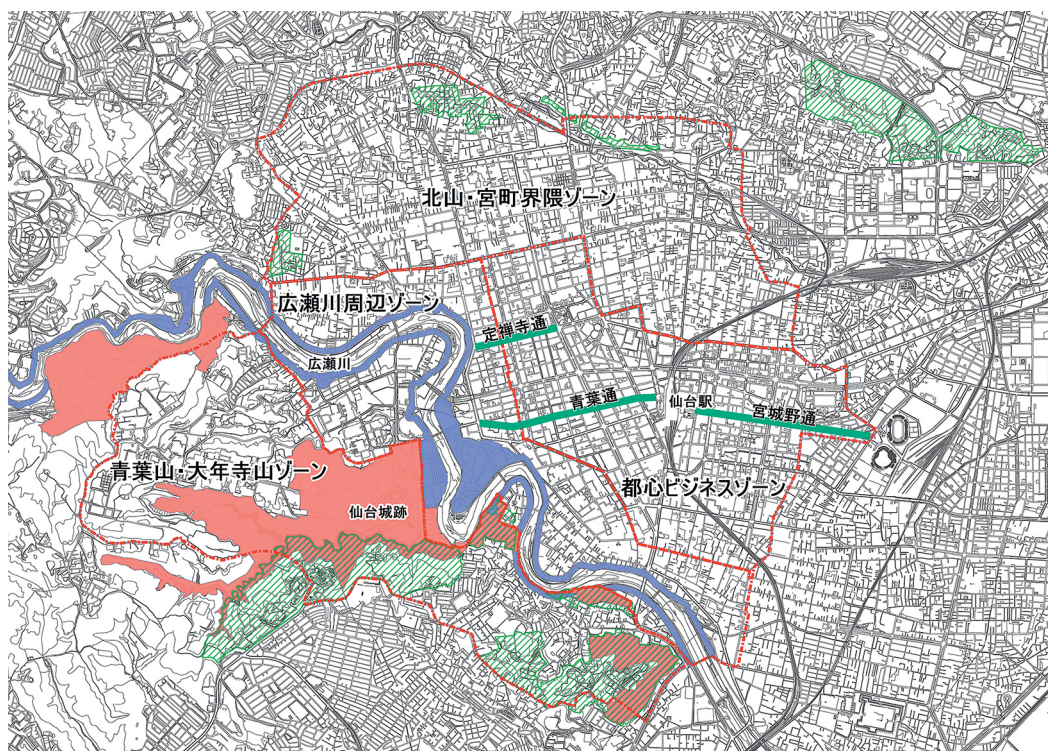 北山・宮町界隈ゾーン
広瀬川周辺ゾーン
定禅寺通
広瀬川
青葉通
仙台駅
宮城野通
青葉山・大年寺山ゾーン
都心ビジネスゾーン
仙台城跡